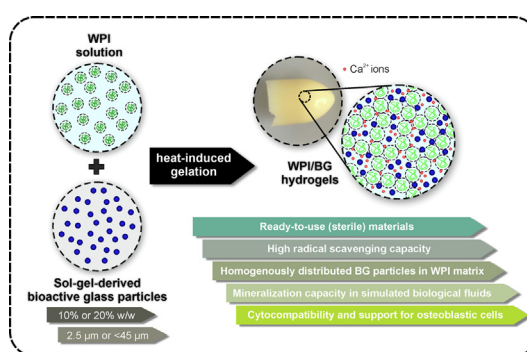 WPI
solution
Sol-gel-derived
bioactive glass particles
10% or 20% w/w
2.5 µm or <45 µm
heat-induced
gelation
Ca²⁺ ions
WPI/BG
hydrogels
Ready-to-use (sterile) materials
High radical scavenging capacity
Homogenously distributed BG particles in WPI matrix
Mineralization capacity in simulated biological fluids
Cytocompatibility and support for osteoblastic cells